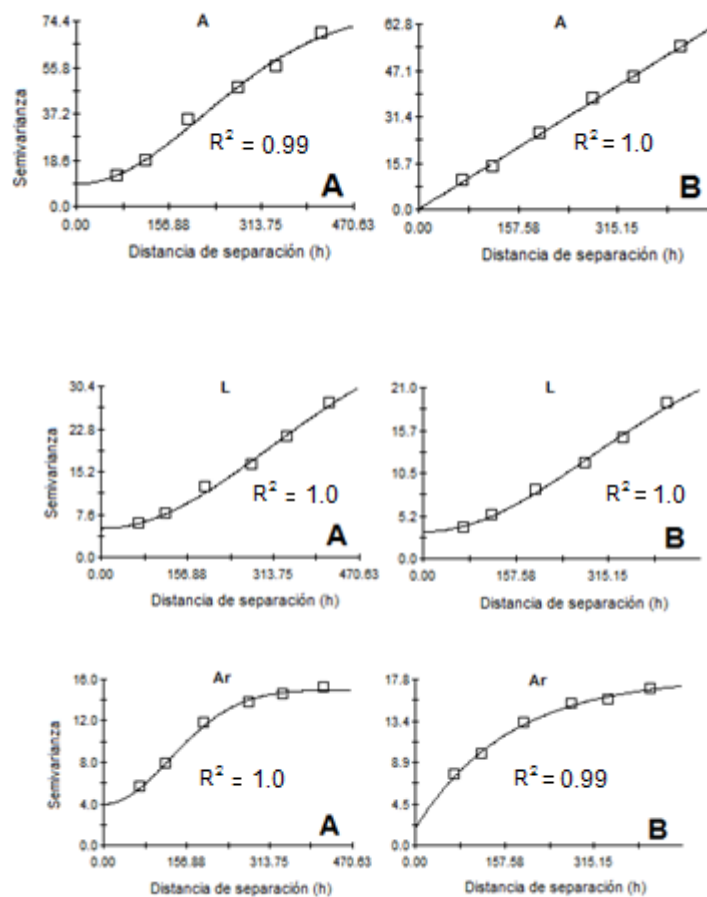 A
74.4
55.8
37.2
18.6
0.0
Semivarianza
R² = 0.99
A
0.00 156.88 313.75 470.63
Distancia de separación (h)
A
62.8
47.1
31.4
15.7
0.0
R² = 1.0
B
0.00 157.58 315.15
Distancia de separación (h)
L
30.4
22.8
15.2
7.6
0.0
Semivarianza
R² = 1.0
A
0.00 156.88 313.75 470.63
Distancia de separación (h)
L
21.0
15.7
10.5
5.2
0.0
R² = 1.0
B
0.00 157.58 315.15
Distancia de separación (h)
Ar
16.0
12.0
8.0
4.0
0.0
Semivarianza
R² = 1.0
A
0.00 156.88 313.75 470.63
Distancia de separación (h)
Ar
17.8
13.4
8.9
4.5
0.0
R² = 0.99
B
0.00 157.58 315.15
Distancia de separación (h)